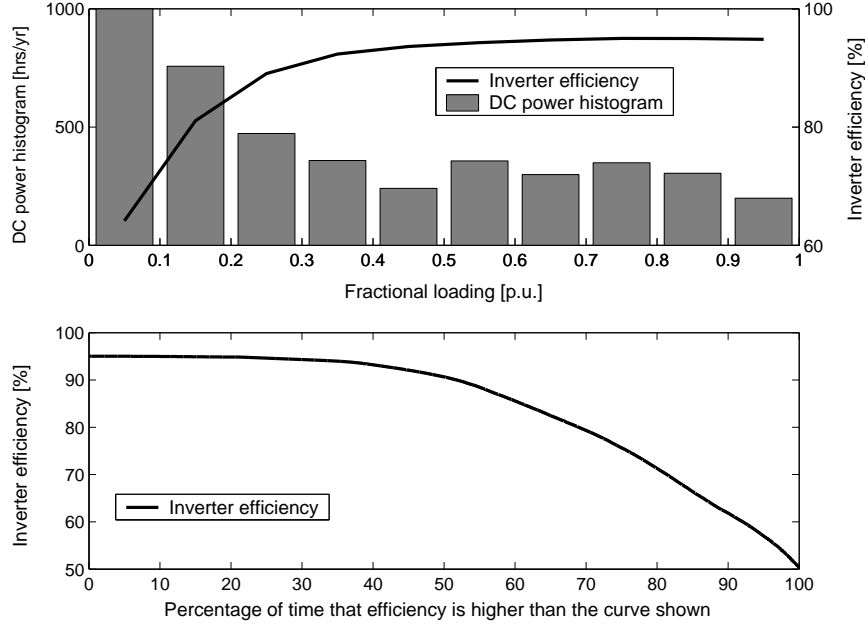 1000
500
0
DC power histogram [hrs/yr]
100
80
60
Inverter efficiency [%]
Inverter efficiency
DC power histogram
0 0.1 0.2 0.3 0.4 0.5 0.6 0.7 0.8 0.9 1
Fractional loading [p.u.]
100
90
80
70
60
50
Inverter efficiency [%]
Inverter efficiency
0 10 20 30 40 50 60 70 80 90 100
Percentage of time that efficiency is higher than the curve shown